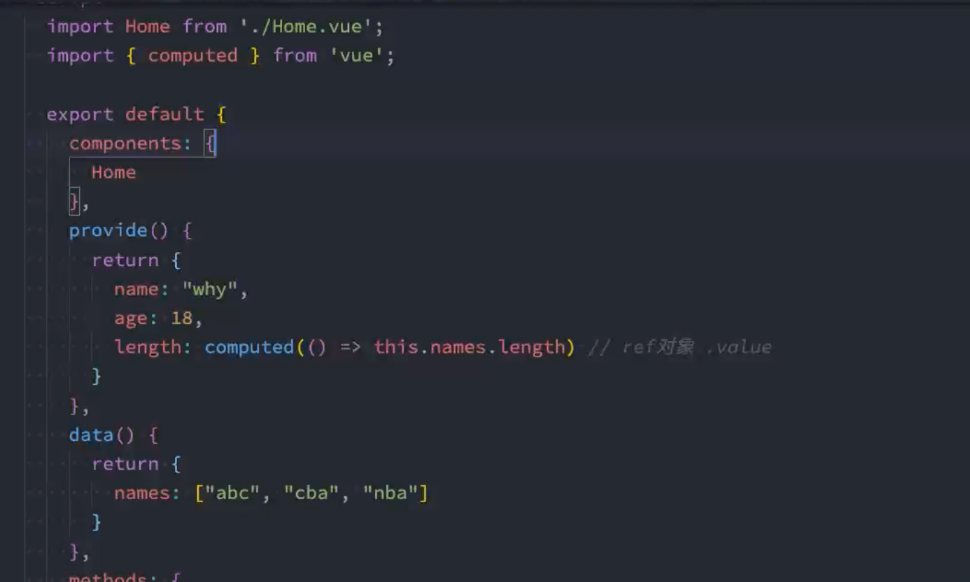 import Home from './Home.vue';
import { computed } from 'vue';
export default {
components: {
Home
},
provide() {
return {
name: "why",
age: 18,
length: computed(() => this.names.length) // ref对象 .value
}
},
data() {
return {
names: ["abc", "cba", "nba"]
}
},
methods: {